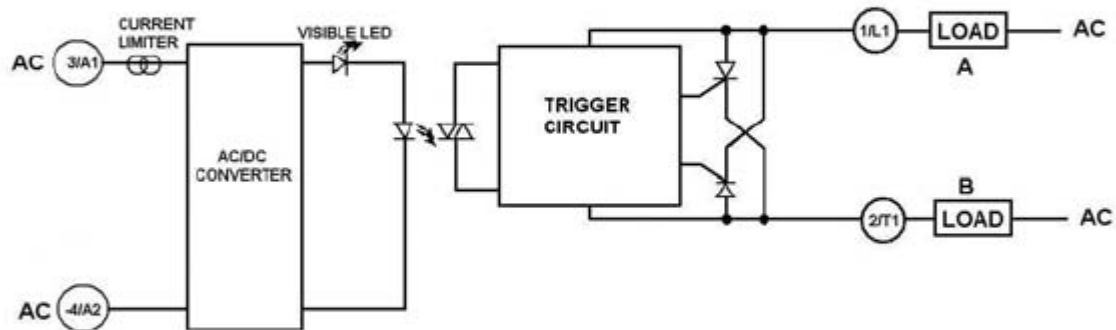 CURRENT
LIMITER
AC
3/A1
VISIBLE LED
AC/DC
CONVERTER
AC
-4/A2
TRIGGER
CIRCUIT
1/L1
LOAD
AC
A
B
2/T1
LOAD
AC